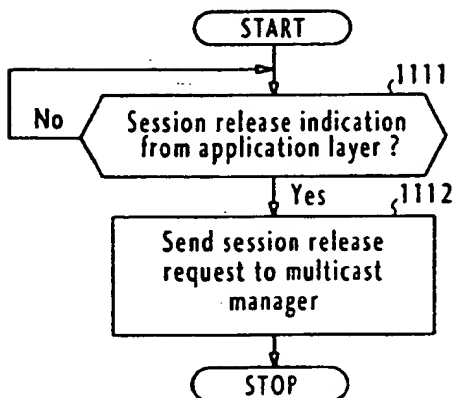 START
1111
No
Session release indication
from application layer ?
Yes
1112
Send session release
request to multicast
manager
STOP